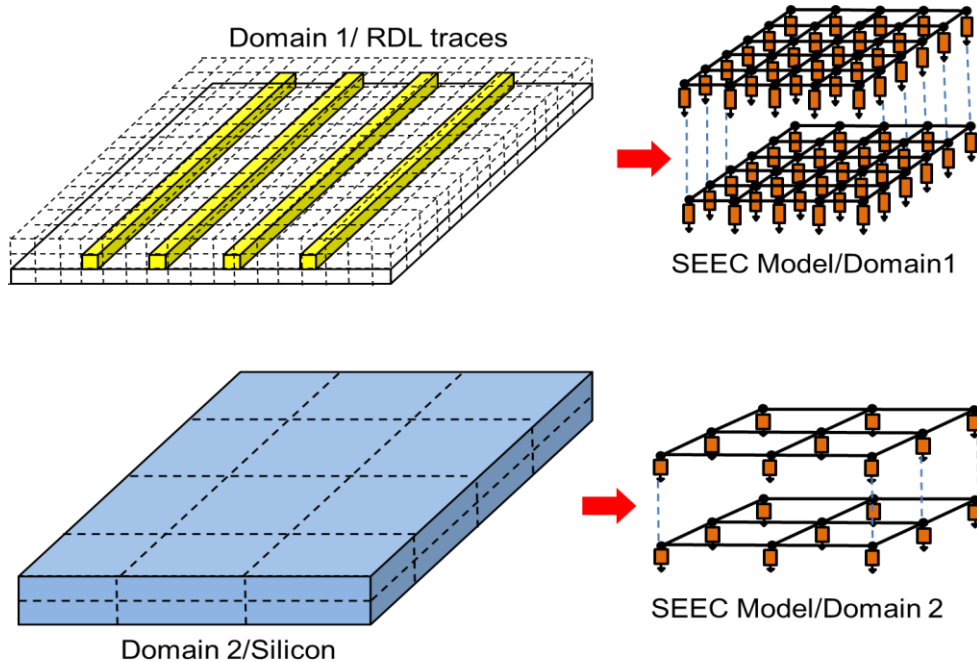 Domain 1/ RDL traces
SEEC Model/Domain1
SEEC Model/Domain 2
Domain 2/Silicon